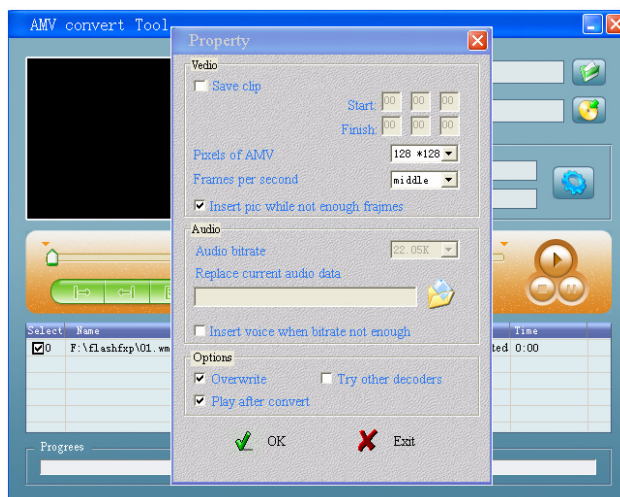 AMV convert Tool
Property
Vedio
Save clip
Start: 00 00 00
Finish: 00 00 00
Pixels of AMV 128 *128
Frames per second middle
Insert pic while not enough frajmes
Audio
Audio bitrate 22.05K
Replace current audio data
Insert voice when bitrate not enough
Select Name Time
0 F:\flashfxp\01.wm ted 0:00
Options
Overwrite Try other decoders
Play after convert
OK Exit
Progrees